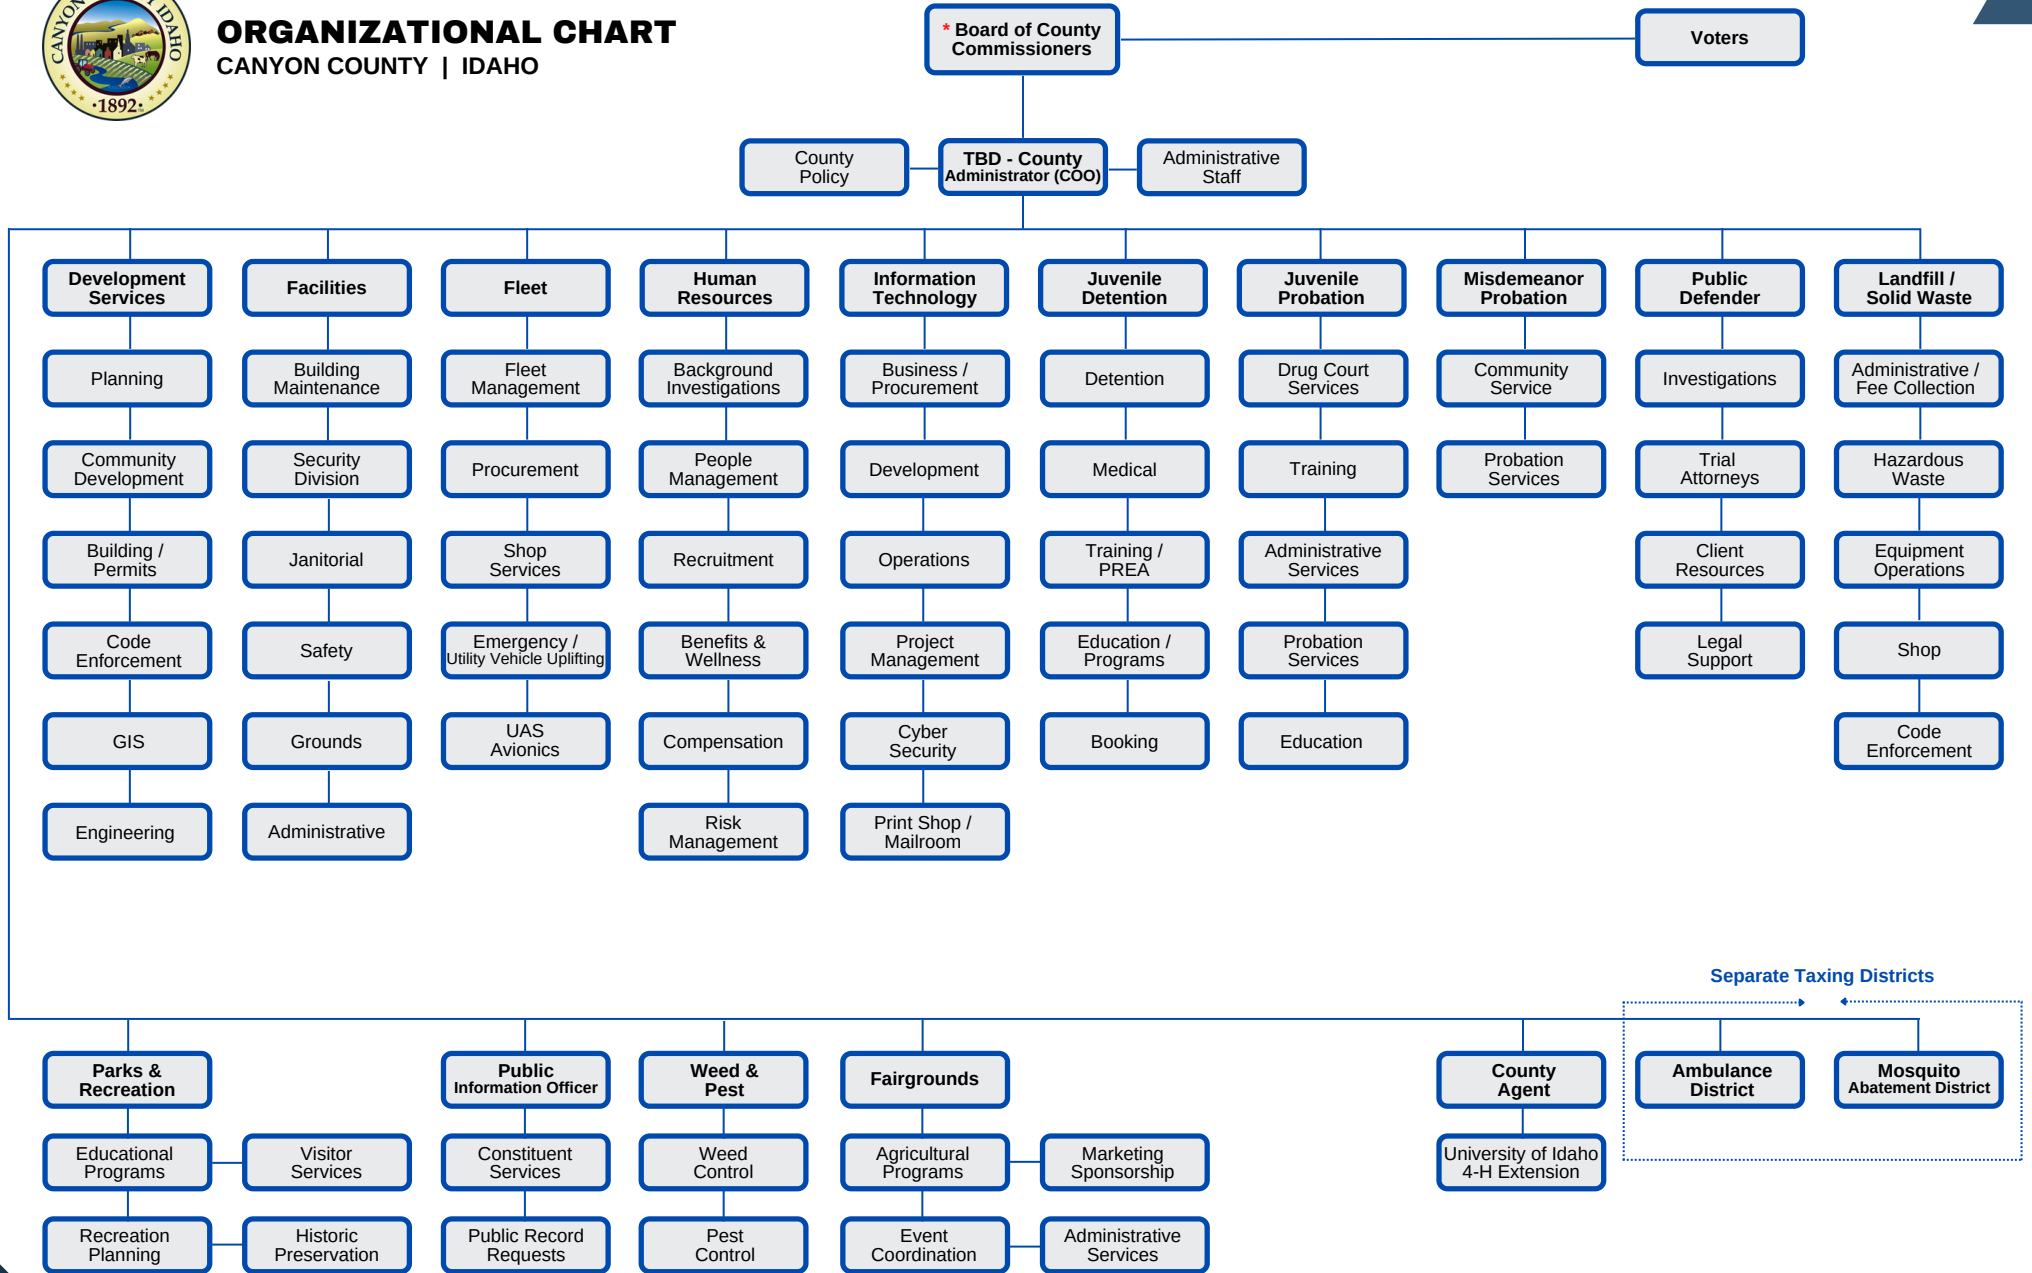 CANYON
Y IDAHO
·1892·
ORGANIZATIONAL CHART
CANYON COUNTY | IDAHO
* Board of County
Commissioners
Voters
County
Policy
TBD - County
Administrator (COO)
Administrative
Staff
Development
Services
Facilities
Fleet
Human
Resources
Information
Technology
Juvenile
Detention
Juvenile
Probation
Misdemeanor
Probation
Public
Defender
Landfill /
Solid Waste
Planning
Building
Maintenance
Fleet
Management
Background
Investigations
Business /
Procurement
Detention
Drug Court
Services
Community
Service
Investigations
Administrative /
Fee Collection
Community
Development
Security
Division
Procurement
People
Management
Development
Medical
Training
Probation
Services
Trial
Attorneys
Hazardous
Waste
Building /
Permits
Janitorial
Shop
Services
Recruitment
Operations
Training /
PREA
Administrative
Services
Client
Resources
Equipment
Operations
Code
Enforcement
Safety
Emergency /
Utility Vehicle Uplifting
Benefits &
Wellness
Project
Management
Education /
Programs
Probation
Services
Legal
Support
Shop
GIS
Grounds
UAS
Avionics
Compensation
Cyber
Security
Booking
Education
Code
Enforcement
Engineering
Administrative
Risk
Management
Print Shop /
Mailroom
Separate Taxing Districts
Parks &
Recreation
Public
Information Officer
Weed &
Pest
Fairgrounds
County
Agent
Ambulance
District
Mosquito
Abatement District
Educational
Programs
Visitor
Services
Constituent
Services
Weed
Control
Agricultural
Programs
Marketing
Sponsorship
University of Idaho
4-H Extension
Recreation
Planning
Historic
Preservation
Public Record
Requests
Pest
Control
Event
Coordination
Administrative
Services